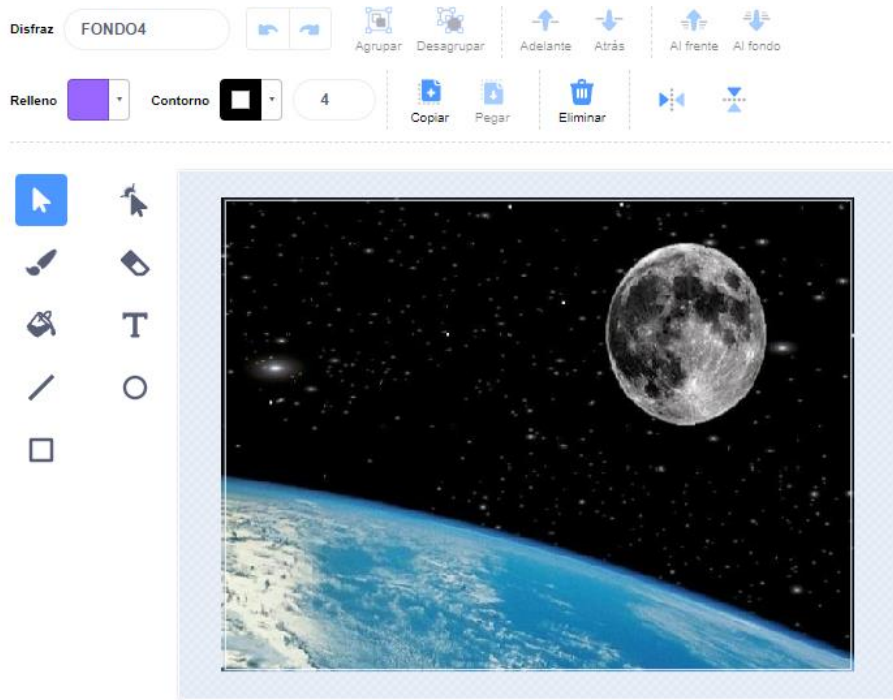 Disfraz FONDO4
Agrupar Desagrupar Adelante Atrás Al frente Al fondo
Relleno Contorno 4
Copiar Pegar Eliminar
T